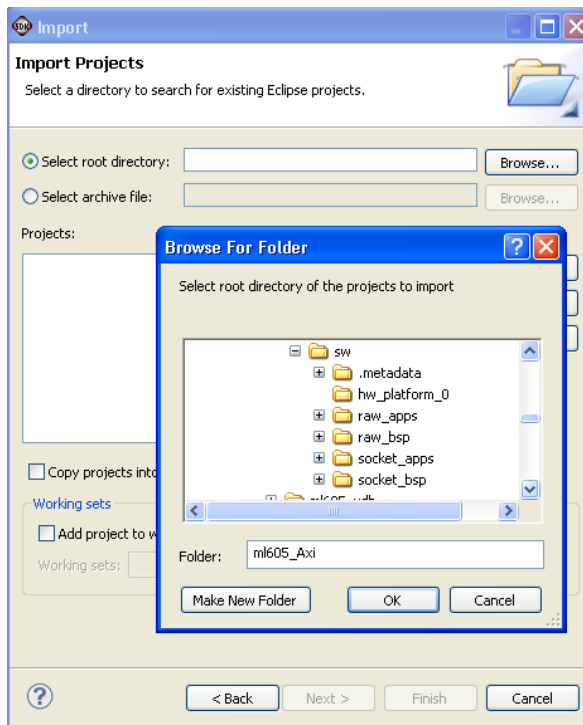 SDK Import
Import Projects
Select a directory to search for existing Eclipse projects.
Select root directory:
Browse...
Select archive file:
Browse...
Projects:
Browse For Folder
Select root directory of the projects to import
sw
.metadata
hw_platform_0
raw_apps
raw_bsp
socket_apps
socket_bsp
Copy projects into
Working sets
Add project to w
Working sets:
Folder: ml605_Axi
Make New Folder
OK
Cancel
< Back
Next >
Finish
Cancel